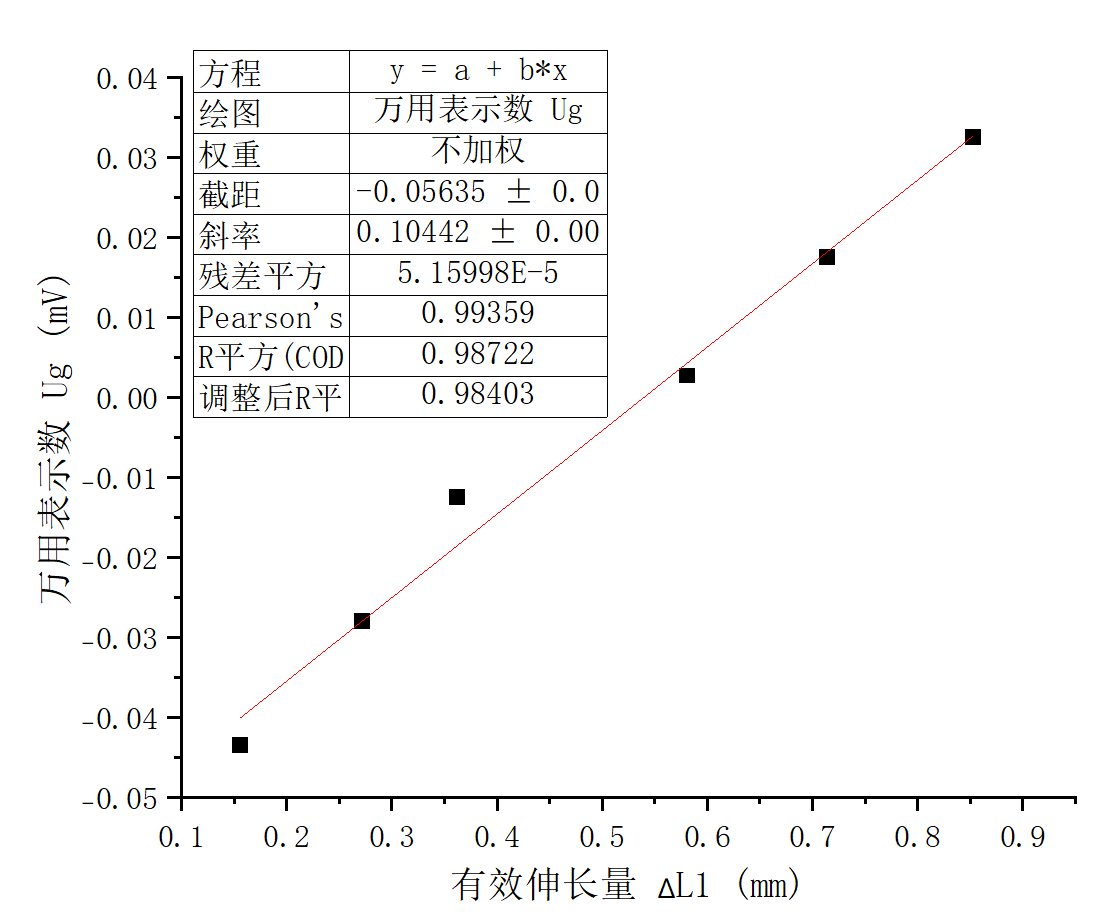 方程 y = a + b*x
绘图 万用表示数 Ug
权重 不加权
截距 -0.05635 ± 0.0
斜率 0.10442 ± 0.00
残差平方 5.15998E-5
Pearson's 0.99359
R平方(COD 0.98722
调整后R平 0.98403
0.04
0.03
0.02
0.01
0.00
-0.01
-0.02
-0.03
-0.04
-0.05
万用表示数 Ug (mV)
0.1 0.2 0.3 0.4 0.5 0.6 0.7 0.8 0.9
有效伸长量 ΔL1 (mm)